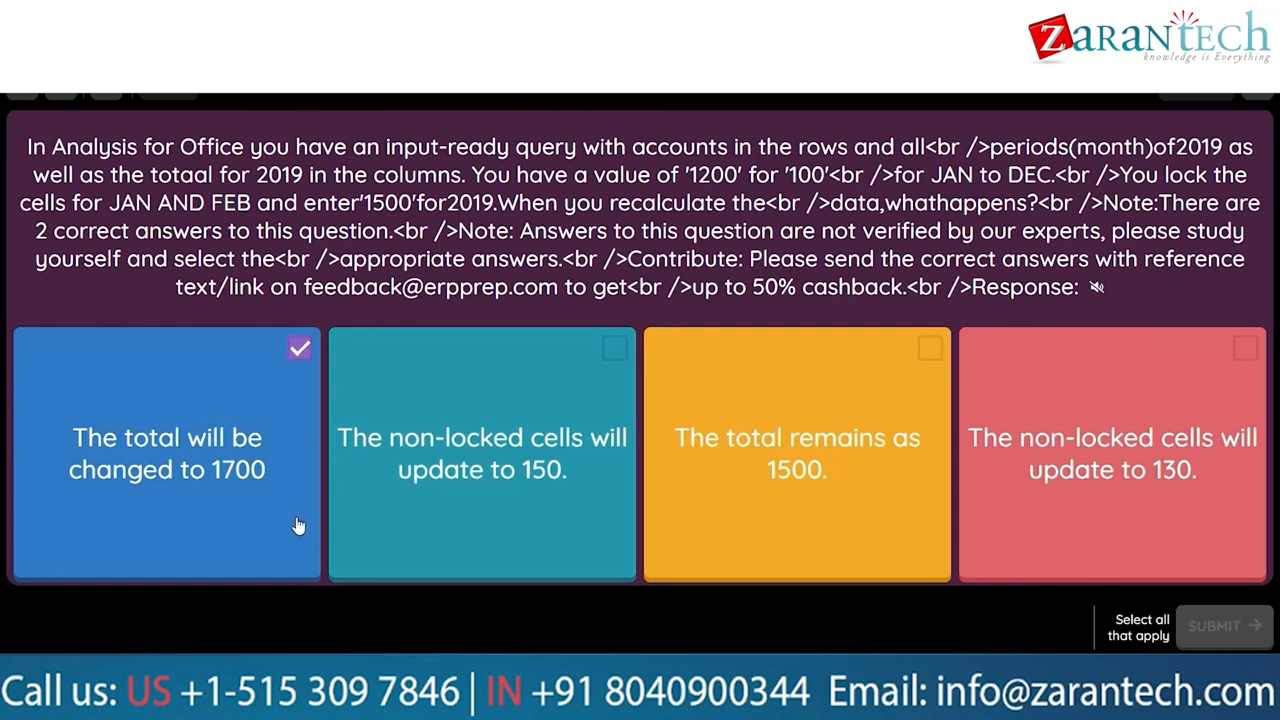 ZARANTECH
knowledge is Everything
In Analysis for Office you have an input-ready query with accounts in the rows and all<br />periods(month)of2019 as
well as the totaal for 2019 in the columns. You have a value of '1200' for '100'<br />for JAN to DEC.<br />You lock the
cells for JAN AND FEB and enter'1500'for2019.When you recalculate the<br />data,whathappens?<br />Note:There are
2 correct answers to this question.<br />Note: Answers to this question are not verified by our experts, please study
yourself and select the<br />appropriate answers.<br />Contribute: Please send the correct answers with reference
text/link on feedback@erpprep.com to get<br />up to 50% cashback.<br />Response:
The total will be
changed to 1700
The non-locked cells will
update to 150.
The total remains as
1500.
The non-locked cells will
update to 130.
Select all
that apply
SUBMIT
Call us: US +1-515 309 7846 | IN +91 8040900344 Email: info@zarantech.com